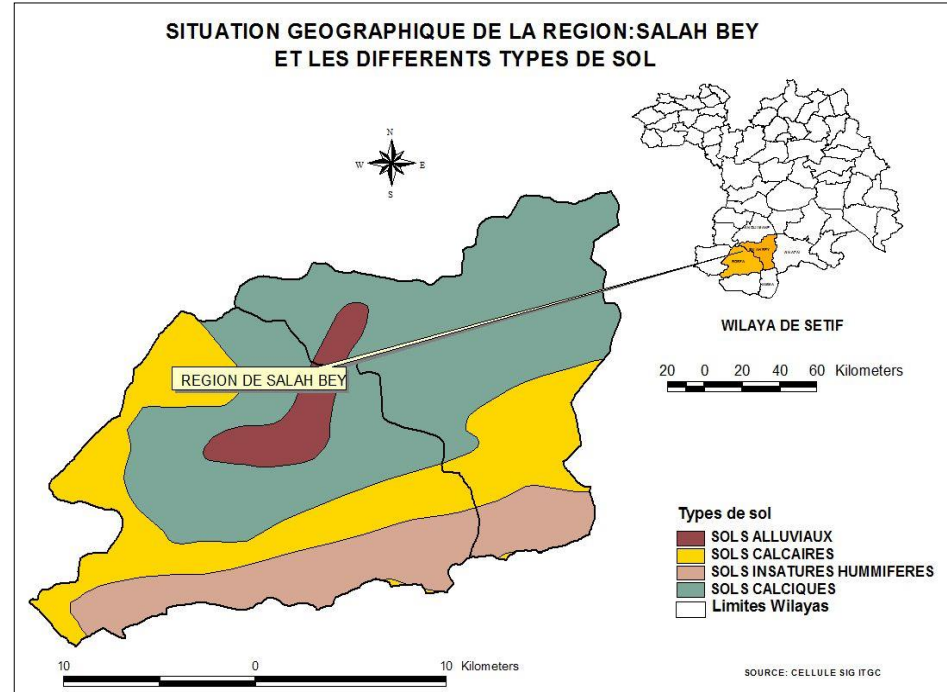 SITUATION GEOGRAPHIQUE DE LA REGION:SALAH BEY
ET LES DIFFERENTS TYPES DE SOL
N
W E
S
REGION DE SALAH BEY
WILAYA DE SETIF
20 0 20 40 60 Kilometers
Types de sol
SOLS ALLUVIAUX
SOLS CALCAIRES
SOLS INSATURES HUMMIFERES
SOLS CALCIQUES
Limites Wilayas
10 0 10 Kilometers
SOURCE: CELLULE SIG ITGC